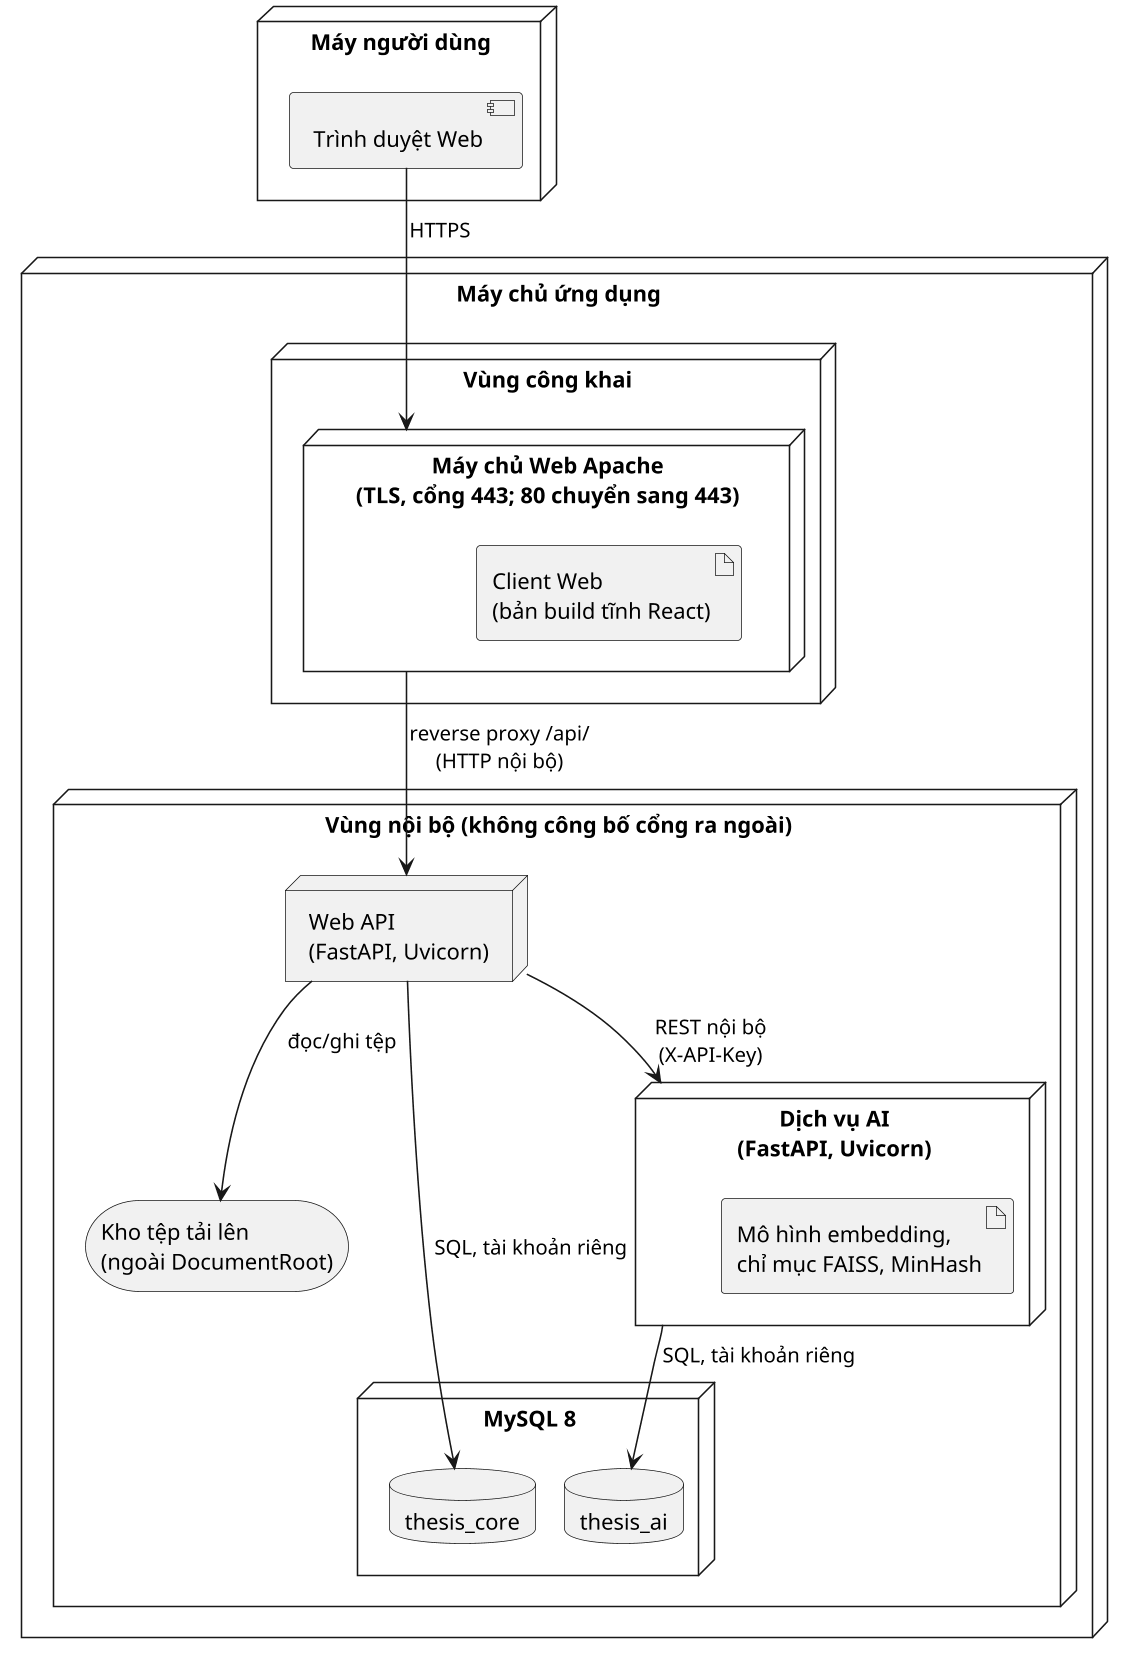 Máy người dùng
Trình duyệt Web
HTTPS
Máy chủ ứng dụng
Vùng công khai
Máy chủ Web Apache
(TLS, cổng 443; 80 chuyển sang 443)
Client Web
(bản build tĩnh React)
reverse proxy /api/
(HTTP nội bộ)
Vùng nội bộ (không công bố cổng ra ngoài)
Web API
(FastAPI, Uvicorn)
đọc/ghi tệp
REST nội bộ
(X-API-Key)
Dịch vụ AI
(FastAPI, Uvicorn)
Mô hình embedding,
chỉ mục FAISS, MinHash
Kho tệp tải lên
(ngoài DocumentRoot)
SQL, tài khoản riêng
SQL, tài khoản riêng
MySQL 8
thesis_core
thesis_ai